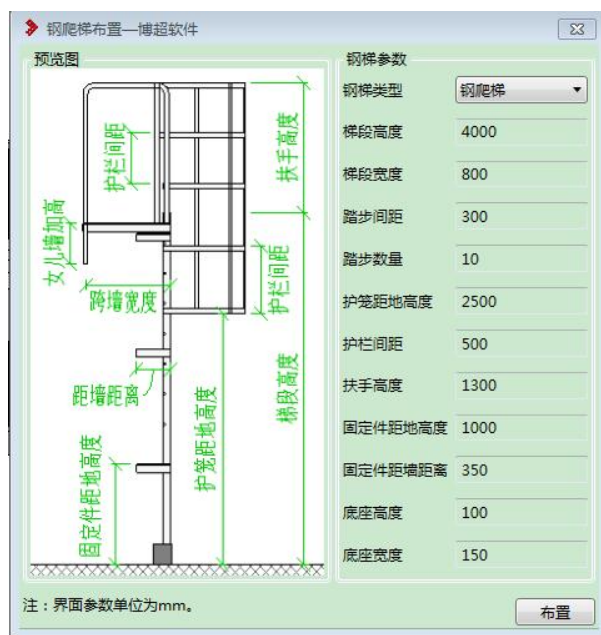 钢爬梯布置—博超软件
预览图
护栏间距
扶手高度
女儿墙加高
跨墙宽度
护栏间距
距墙距离
梯段高度
护笼距地高度
固定件距地高度
钢梯参数
钢梯类型 钢爬梯
梯段高度 4000
梯段宽度 800
踏步间距 300
踏步数量 10
护笼距地高度 2500
护栏间距 500
扶手高度 1300
固定件距地高度 1000
固定件距墙距离 350
底座高度 100
底座宽度 150
注：界面参数单位为mm。
布置